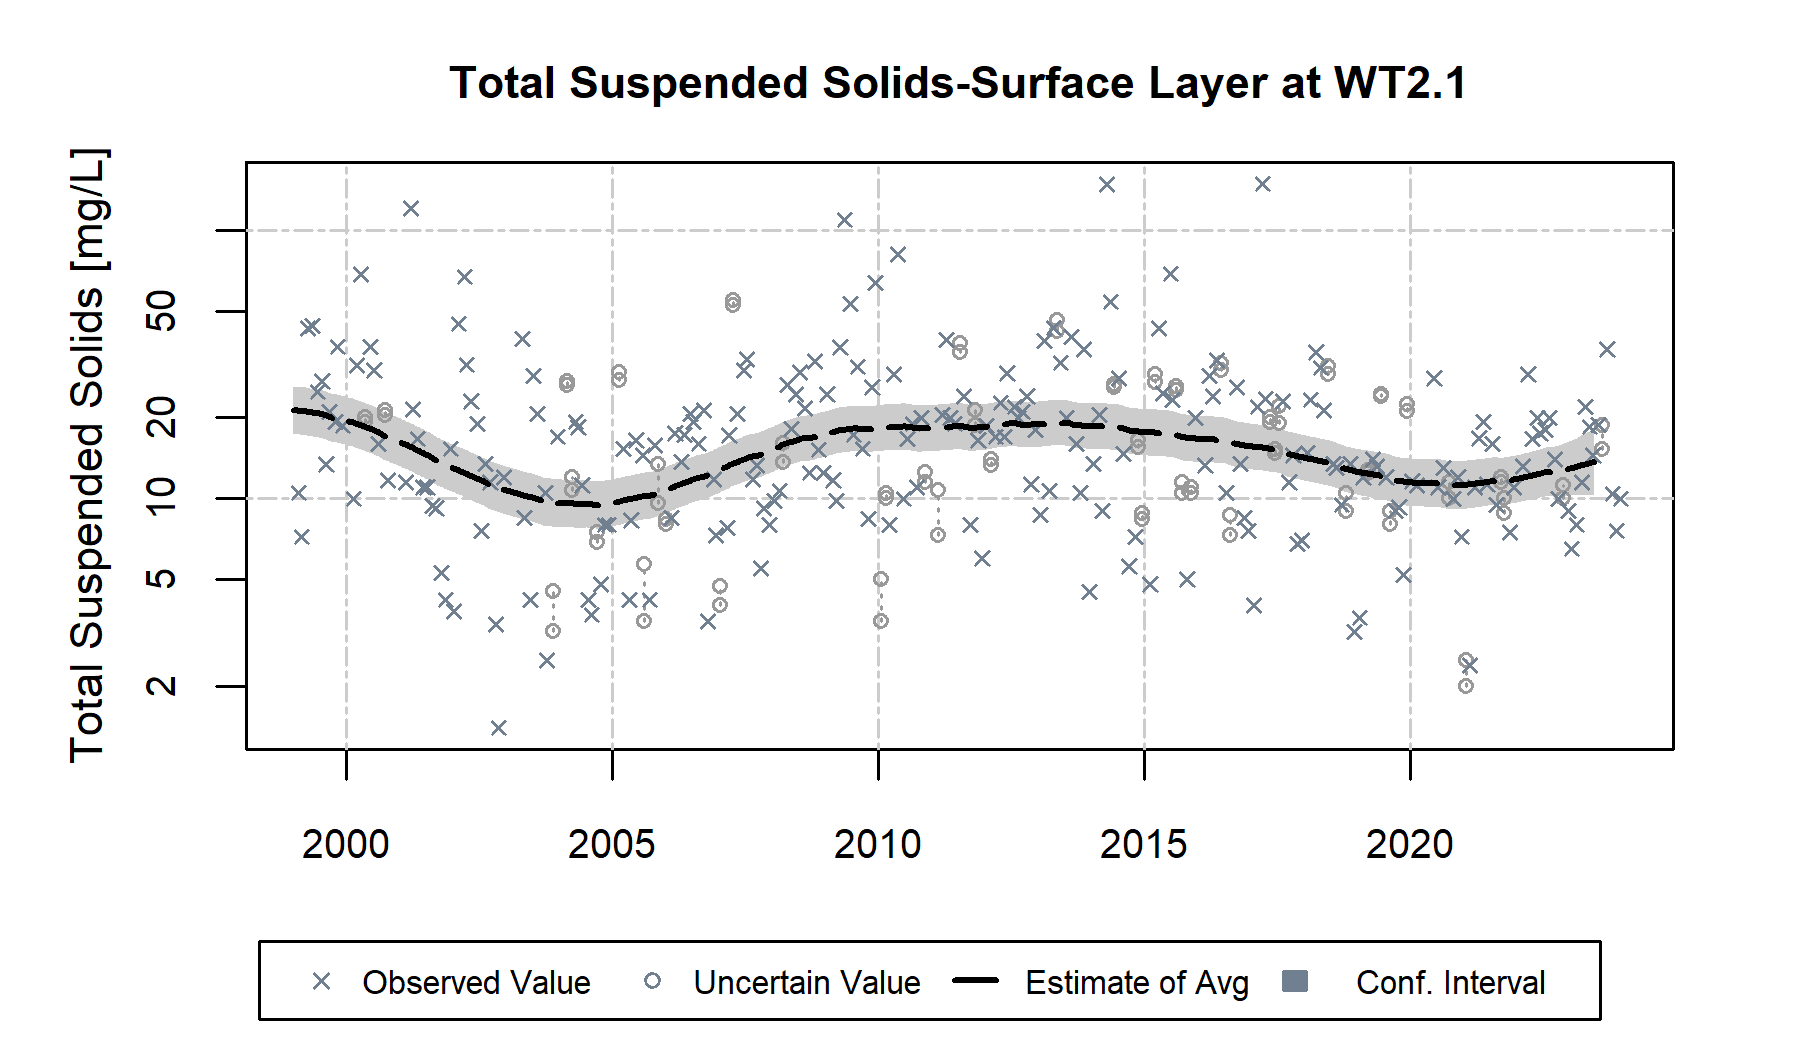 Total Suspended Solids-Surface Layer at WT2.1
Total Suspended Solids [mg/L]
50
20
10
5
2
2000 2005 2010 2015 2020
Observed Value Uncertain Value Estimate of Avg Conf. Interval